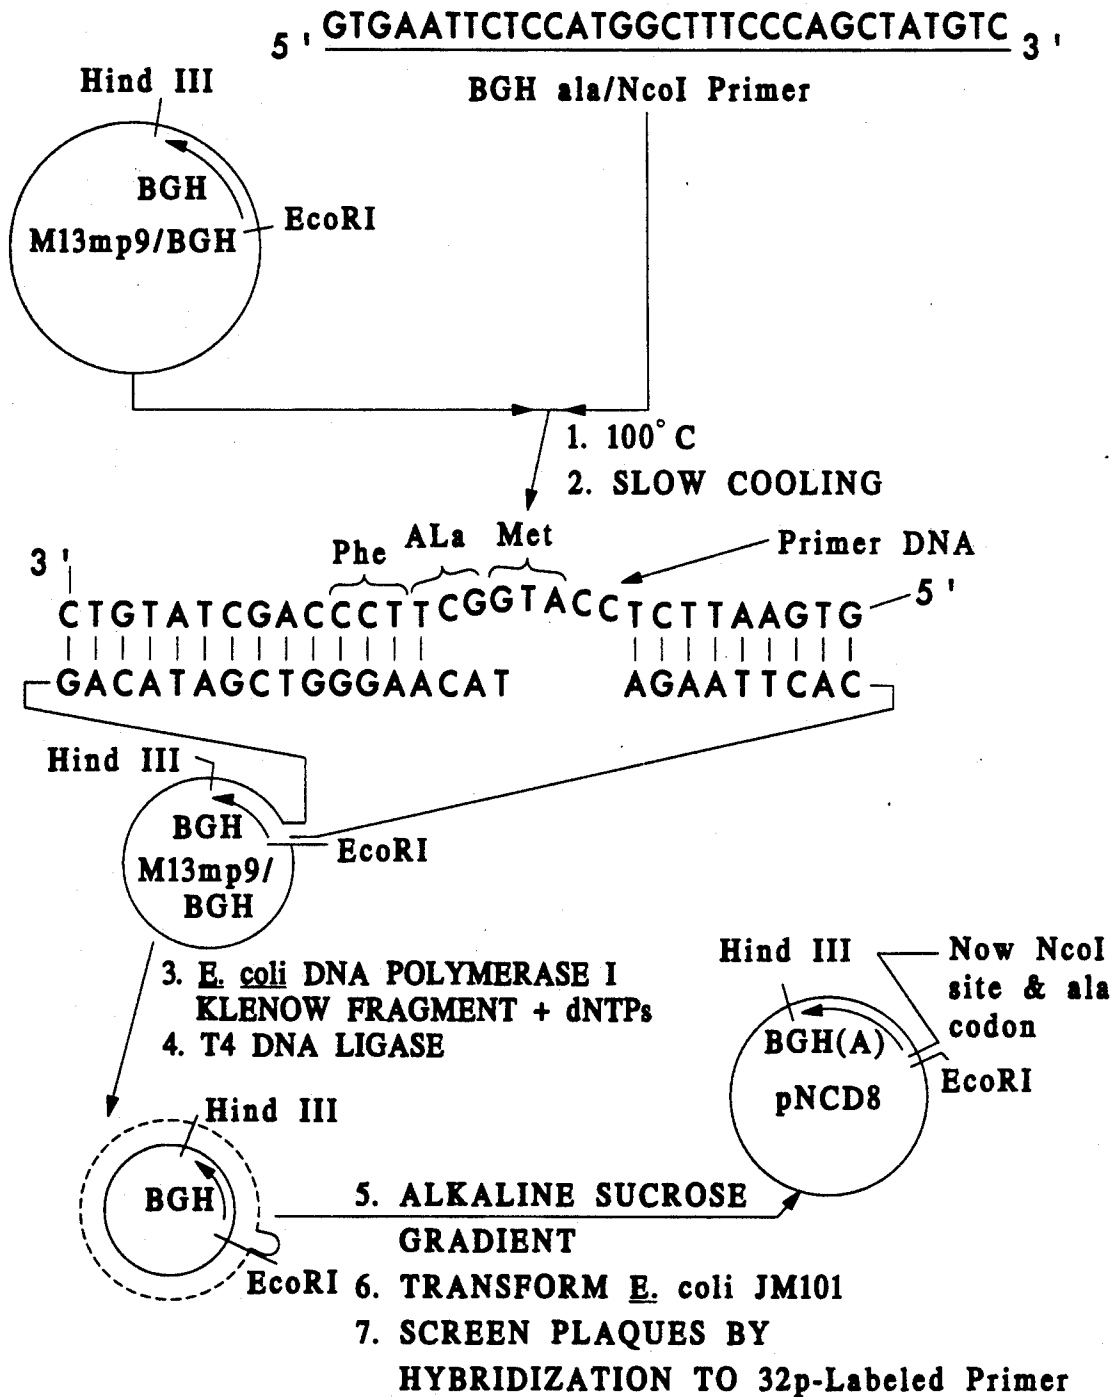 5' GTGAATTCTCCATGGCTTTCCCAGCTATGTC 3'
BGH ala/NcoI Primer
Hind III
BGH
M13mp9/BGH
EcoRI
1. 100°C
2. SLOW COOLING
Phe ALa Met
Primer DNA
3'
CTGTATCGACCCTTCGGTACCTCTTAAGTG
5'
GACATAGCTGGGAACAT AGAATTCAC
Hind III
BGH
M13mp9/
BGH
EcoRI
3. E. coli DNA POLYMERASE I
KLENOW FRAGMENT + dNTPs
4. T4 DNA LIGASE
Hind III
BGH
EcoRI
5. ALKALINE SUCROSE
GRADIENT
6. TRANSFORM E. coli JM101
7. SCREEN PLAQUES BY
HYBRIDIZATION TO 32p-Labeled Primer
Hind III
Now NcoI
site & ala
codon
BGH(A)
pNCD8
EcoRI